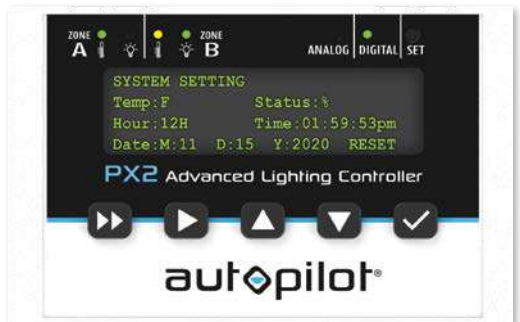 ZONE A
ZONE B
ANALOG DIGITAL SET
SYSTEM SETTING
Temp:F Status:%
Hour:12H Time:01:59:53pm
Date:M:11 D:15 Y:2020 RESET
PX2 Advanced Lighting Controller
autopilot